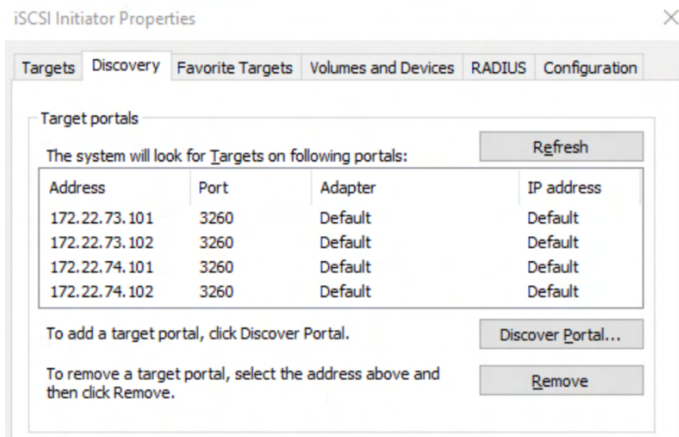 iSCSI Initiator Properties
Targets Discovery Favorite Targets Volumes and Devices RADIUS Configuration
Target portals
The system will look for Targets on following portals:
Refresh
Address Port Adapter IP address
172.22.73.101 3260 Default Default
172.22.73.102 3260 Default Default
172.22.74.101 3260 Default Default
172.22.74.102 3260 Default Default
To add a target portal, click Discover Portal.
Discover Portal...
To remove a target portal, select the address above and
then click Remove.
Remove